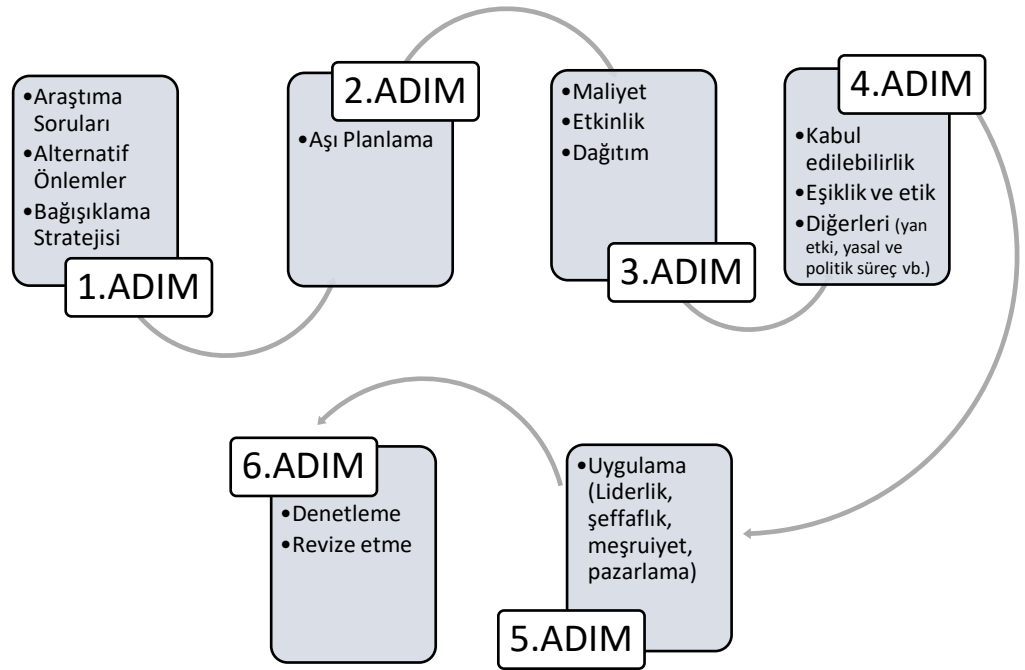 •Araştıma
Soruları
•Alternatif
Önlemler
•Bağışıklama
Stratejisi
1.ADIM
2.ADIM
•Aşı Planlama
•Maliyet
•Etkinlik
•Dağıtım
3.ADIM
4.ADIM
•Kabul
edilebilirlik
•Eşiklik ve etik
•Diğerleri (yan
etki, yasal ve
politik süreç vb.)
•Uygulama
(Liderlik,
şeffaflık,
meşruiyet,
pazarlama)
5.ADIM
6.ADIM
•Denetleme
•Revize etme